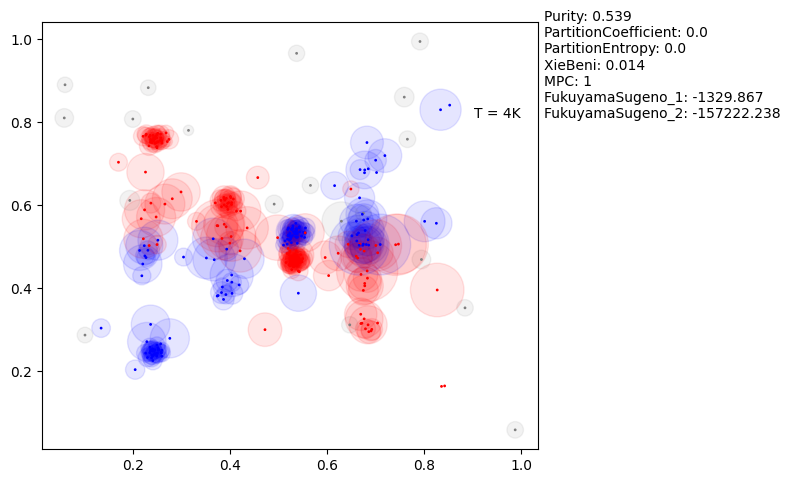 Purity: 0.539
PartitionCoefficient: 0.0
PartitionEntropy: 0.0
XieBeni: 0.014
MPC: 1
FukuyamaSugeno_1: -1329.867
FukuyamaSugeno_2: -157222.238
T = 4K
1.0
0.8
0.6
0.4
0.2
0.2 0.4 0.6 0.8 1.0